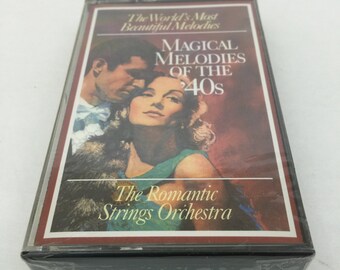 The World's Most
Beautiful Melodies
MAGICAL
MELODIES
OF THE
'40s
The Romantic
Strings Orchestra